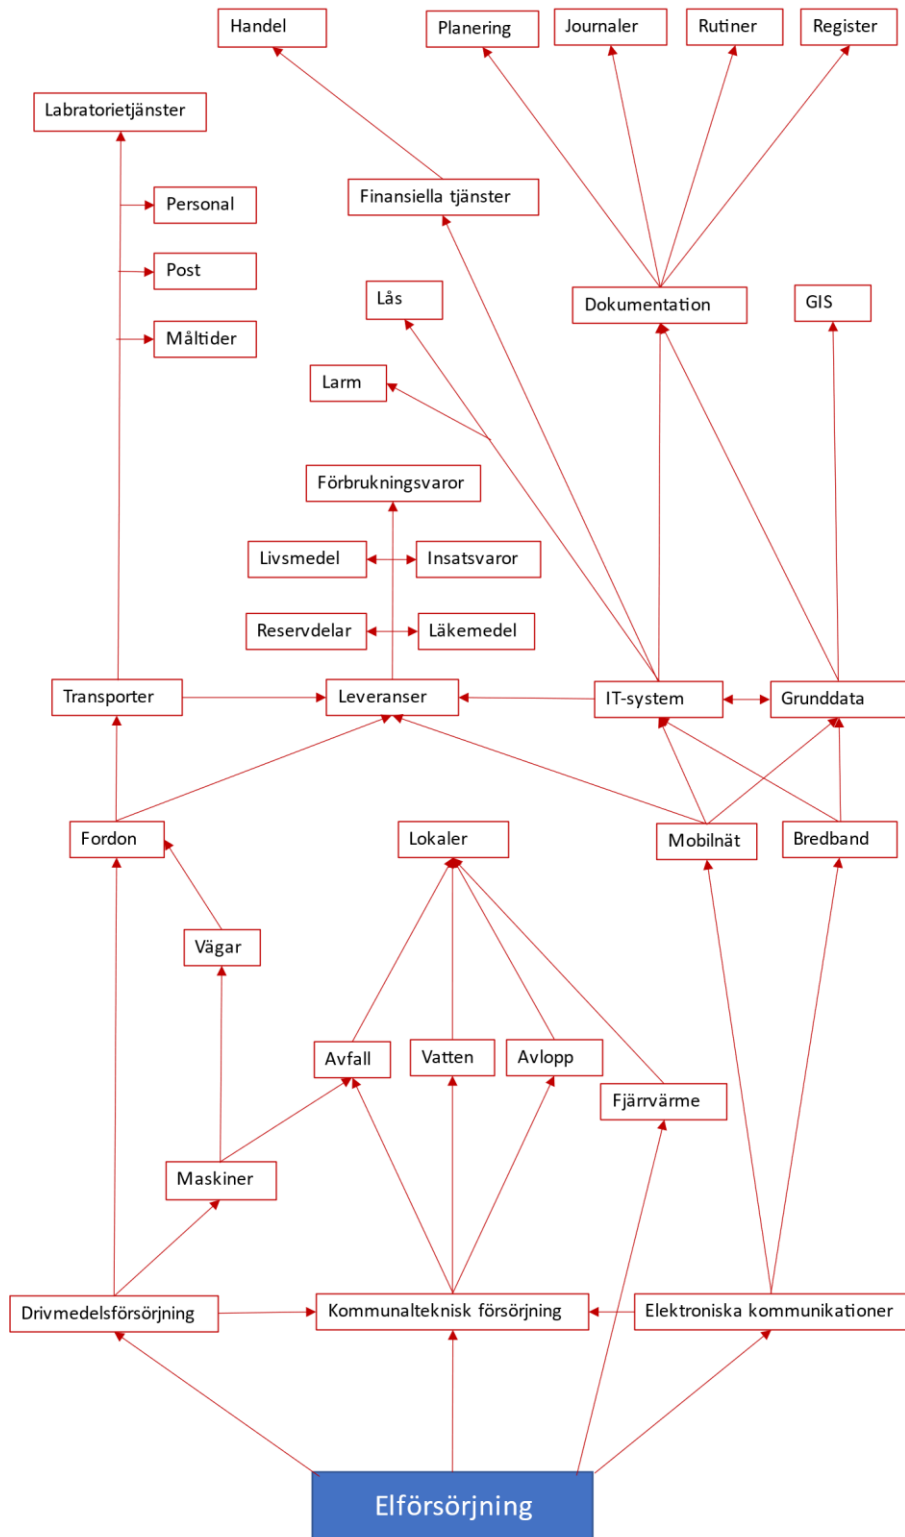 Handel
Planering
Journaler
Rutiner
Register
Labratorietjänster
Personal
Finansiella tjänster
Post
Lås
Dokumentation
GIS
Måltider
Larm
Förbrukningsvaror
Livsmedel
Insatsvaror
Reservdelar
Läkemedel
Transporter
Leveranser
IT-system
Grunddata
Fordon
Lokaler
Mobilnät
Bredband
Vägar
Avfall
Vatten
Avlopp
Fjärrvärme
Maskiner
Drivmedelsförsörjning
Kommunalteknisk försörjning
Elektroniska kommunikationer
Elförsörjning